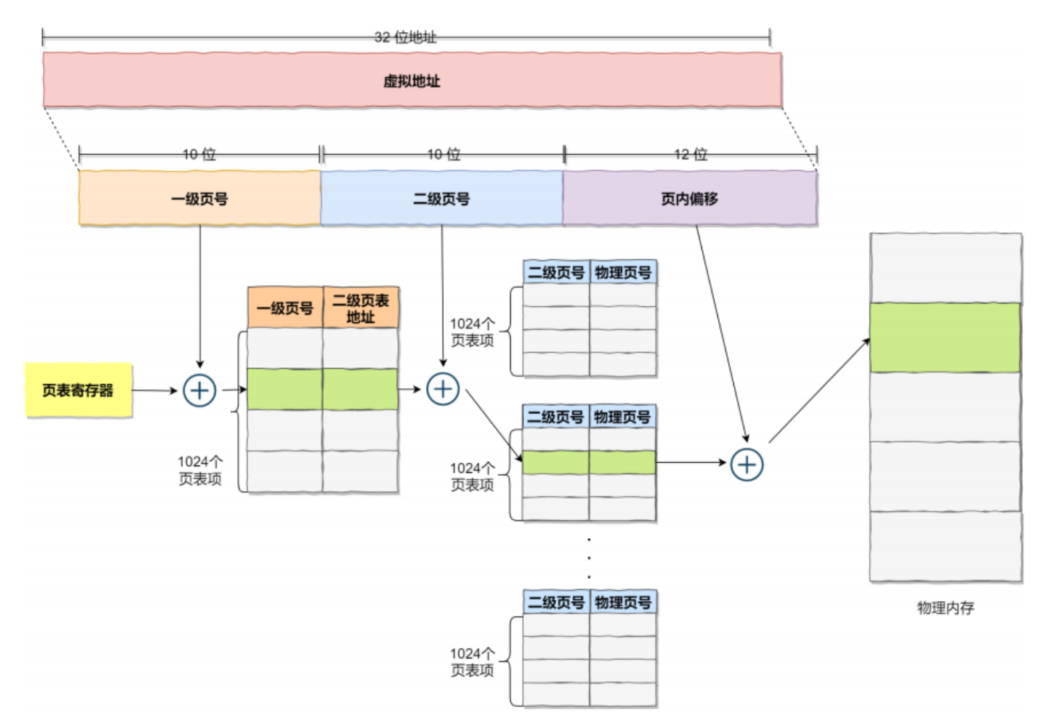 32 位地址
虚拟地址
10 位
10 位
12 位
一级页号
二级页号
页内偏移
页表寄存器
一级页号
二级页表
地址
1024个
页表项
二级页号
物理页号
1024个
页表项
二级页号
物理页号
1024个
页表项
.
.
.
二级页号
物理页号
1024个
页表项
物理内存